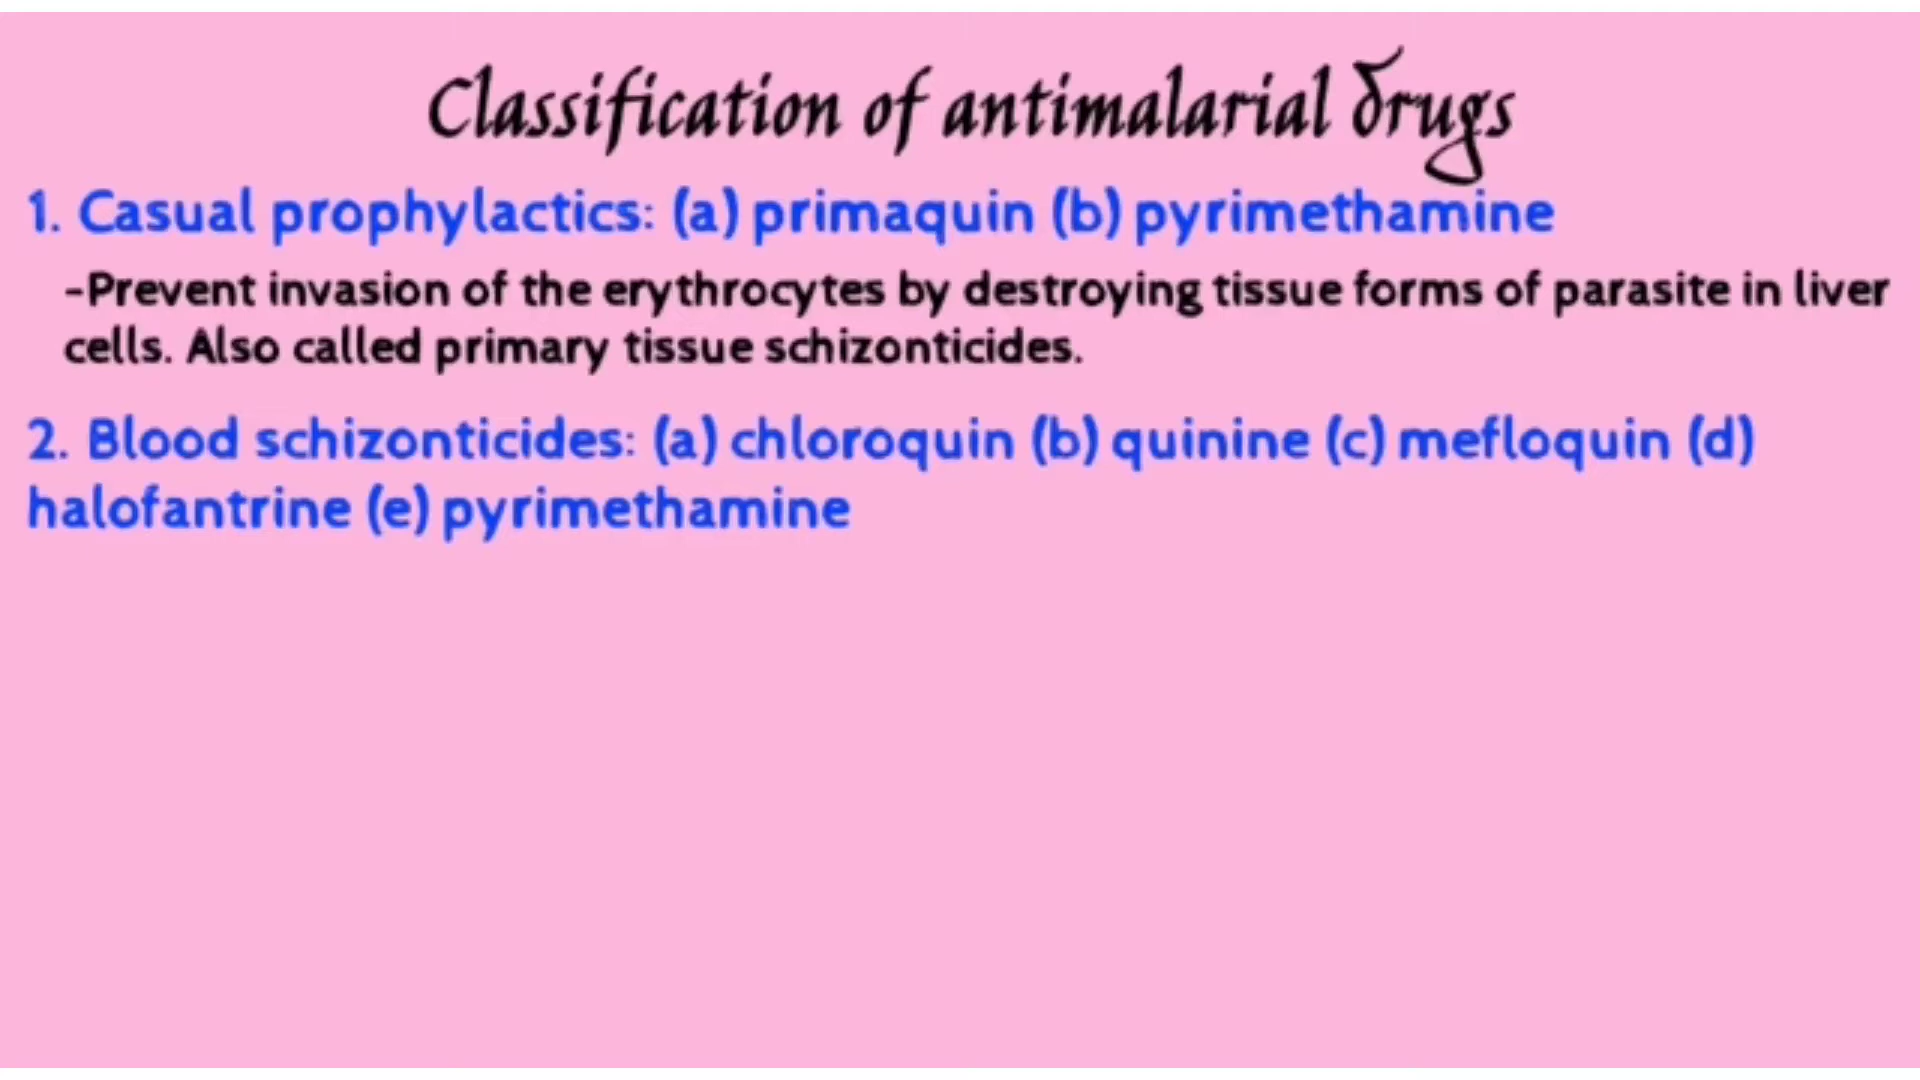 Classification of antimalarial drugs
1. Casual prophylactics: (a) primaquin (b) pyrimethamine
-Prevent invasion of the erythrocytes by destroying tissue forms of parasite in liver
cells. Also called primary tissue schizonticides.
2. Blood schizonticides: (a) chloroquin (b) quinine (c) mefloquin (d)
halofantrine (e) pyrimethamine